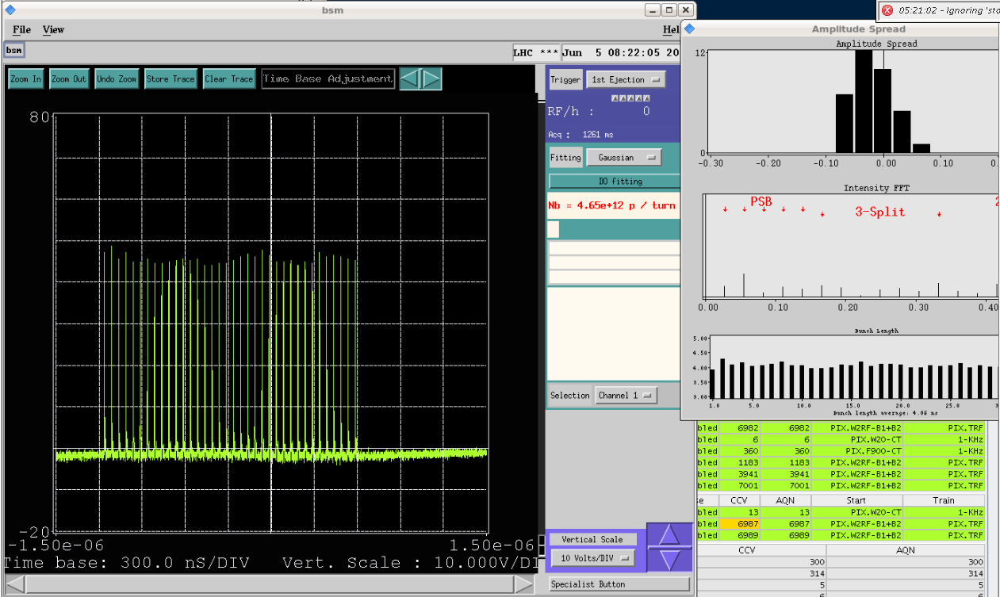 bsm
File View Hel
bsm
LHC *** Jun 5 08:22:05 20
Zoom In Zoom Out Undo Zoom Store Trace Clear Trace Time Base Adjustment
80
-20
-1.50e-06 1.50e-06
Time base: 300.0 nS/DIV Vert. Scale : 10.000V/DI
Trigger 1st Ejection
RF/h : 0
Acq : 1261 ms
Fitting Gaussian
DO fitting
Nb = 4.65e+12 p / turn
Selection Channel 1
Vertical Scale
10 Volts/DIV
Specialist Button
05:21:02 - Ignoring 'sto
Amplitude Spread
Amplitude Spread
12
0
-0.30 -0.20 -0.10 0.00 0.10 0.
Intensity FFT
PSB 2
3-Split
0.00 0.10 0.20 0.30 0.40
Bunch Length
5.00
4.50
4.00
3.50
3.00
1.0 5.0 10.0 15.0 20.0 25.0
Bunch length average: 4.06 ns
bled 6982 6982 PIX.W2RF-B1+B2 PIX.TRF
bled 6 6 PIX.W20-CT 1-KHz
bled 360 360 PIX.F900-CT 1-KHz
bled 1183 1183 PIX.W2RF-B1+B2 PIX.TRF
bled 3941 3941 PIX.W2RF-B1+B2 PIX.TRF
bled 7001 7001 PIX.W2RF-B1+B2 PIX.TRF
se CCV AQN Start Train
bled 13 13 PIX.W20-CT 1-KHz
bled 6987 6987 PIX.W2RF-B1+B2 PIX.TRF
bled 6989 6989 PIX.W2RF-B1+B2 PIX.TRF
CCV AQN
300 300
314 314
5 5
6 6